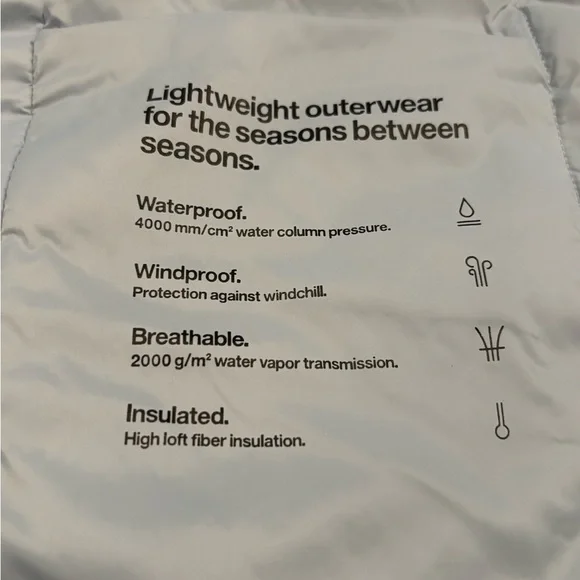 Lightweight outerwear
for the seasons between
seasons.
Waterproof.
4000 mm/cm² water column pressure.
Windproof.
Protection against windchill.
Breathable.
2000 g/m² water vapor transmission.
Insulated.
High loft fiber insulation.